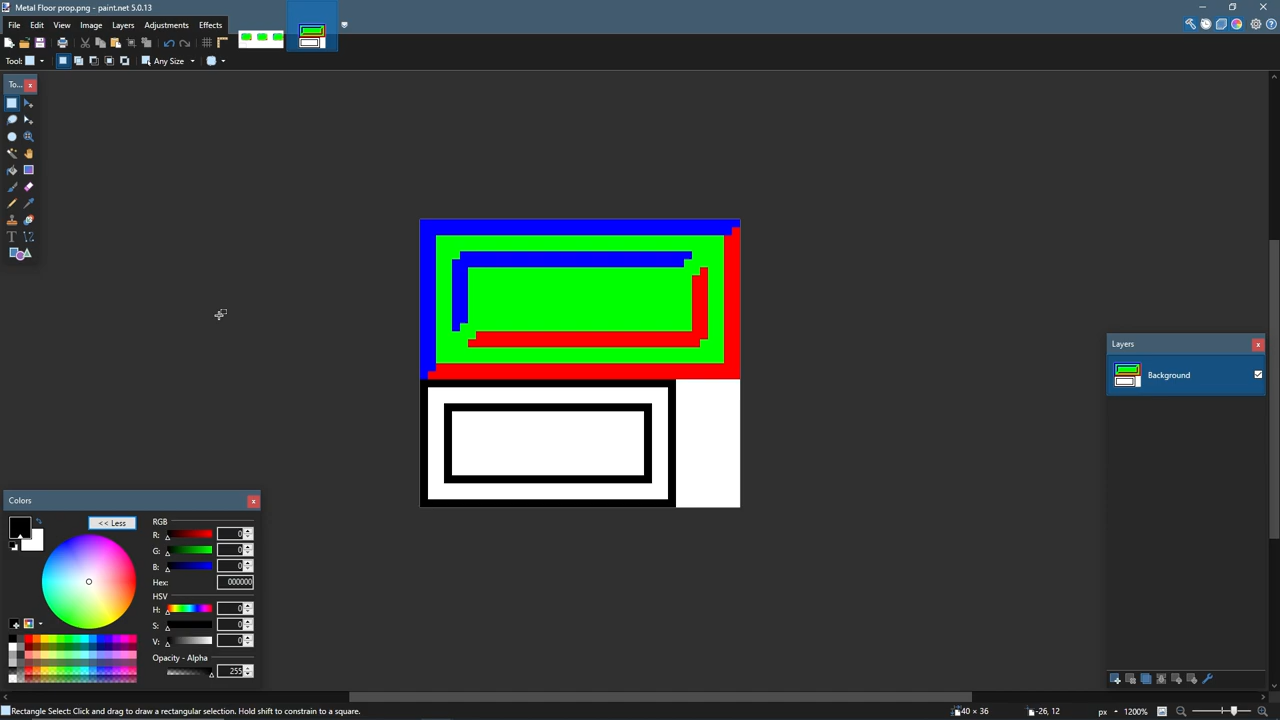 Metal Floor prop.png - paint.net 5.0.13
File Edit View Image Layers Adjustments Effects
Tool: Any Size
To...
Layers
Background
Colors
<< Less
RGB
R: 0
G: 0
B: 0
Hex: 000000
HSV
H: 0
S: 0
V: 0
Opacity - Alpha
255
Rectangle Select: Click and drag to draw a rectangular selection. Hold shift to constrain to a square. 40 × 36 -26, 12 px 1200%